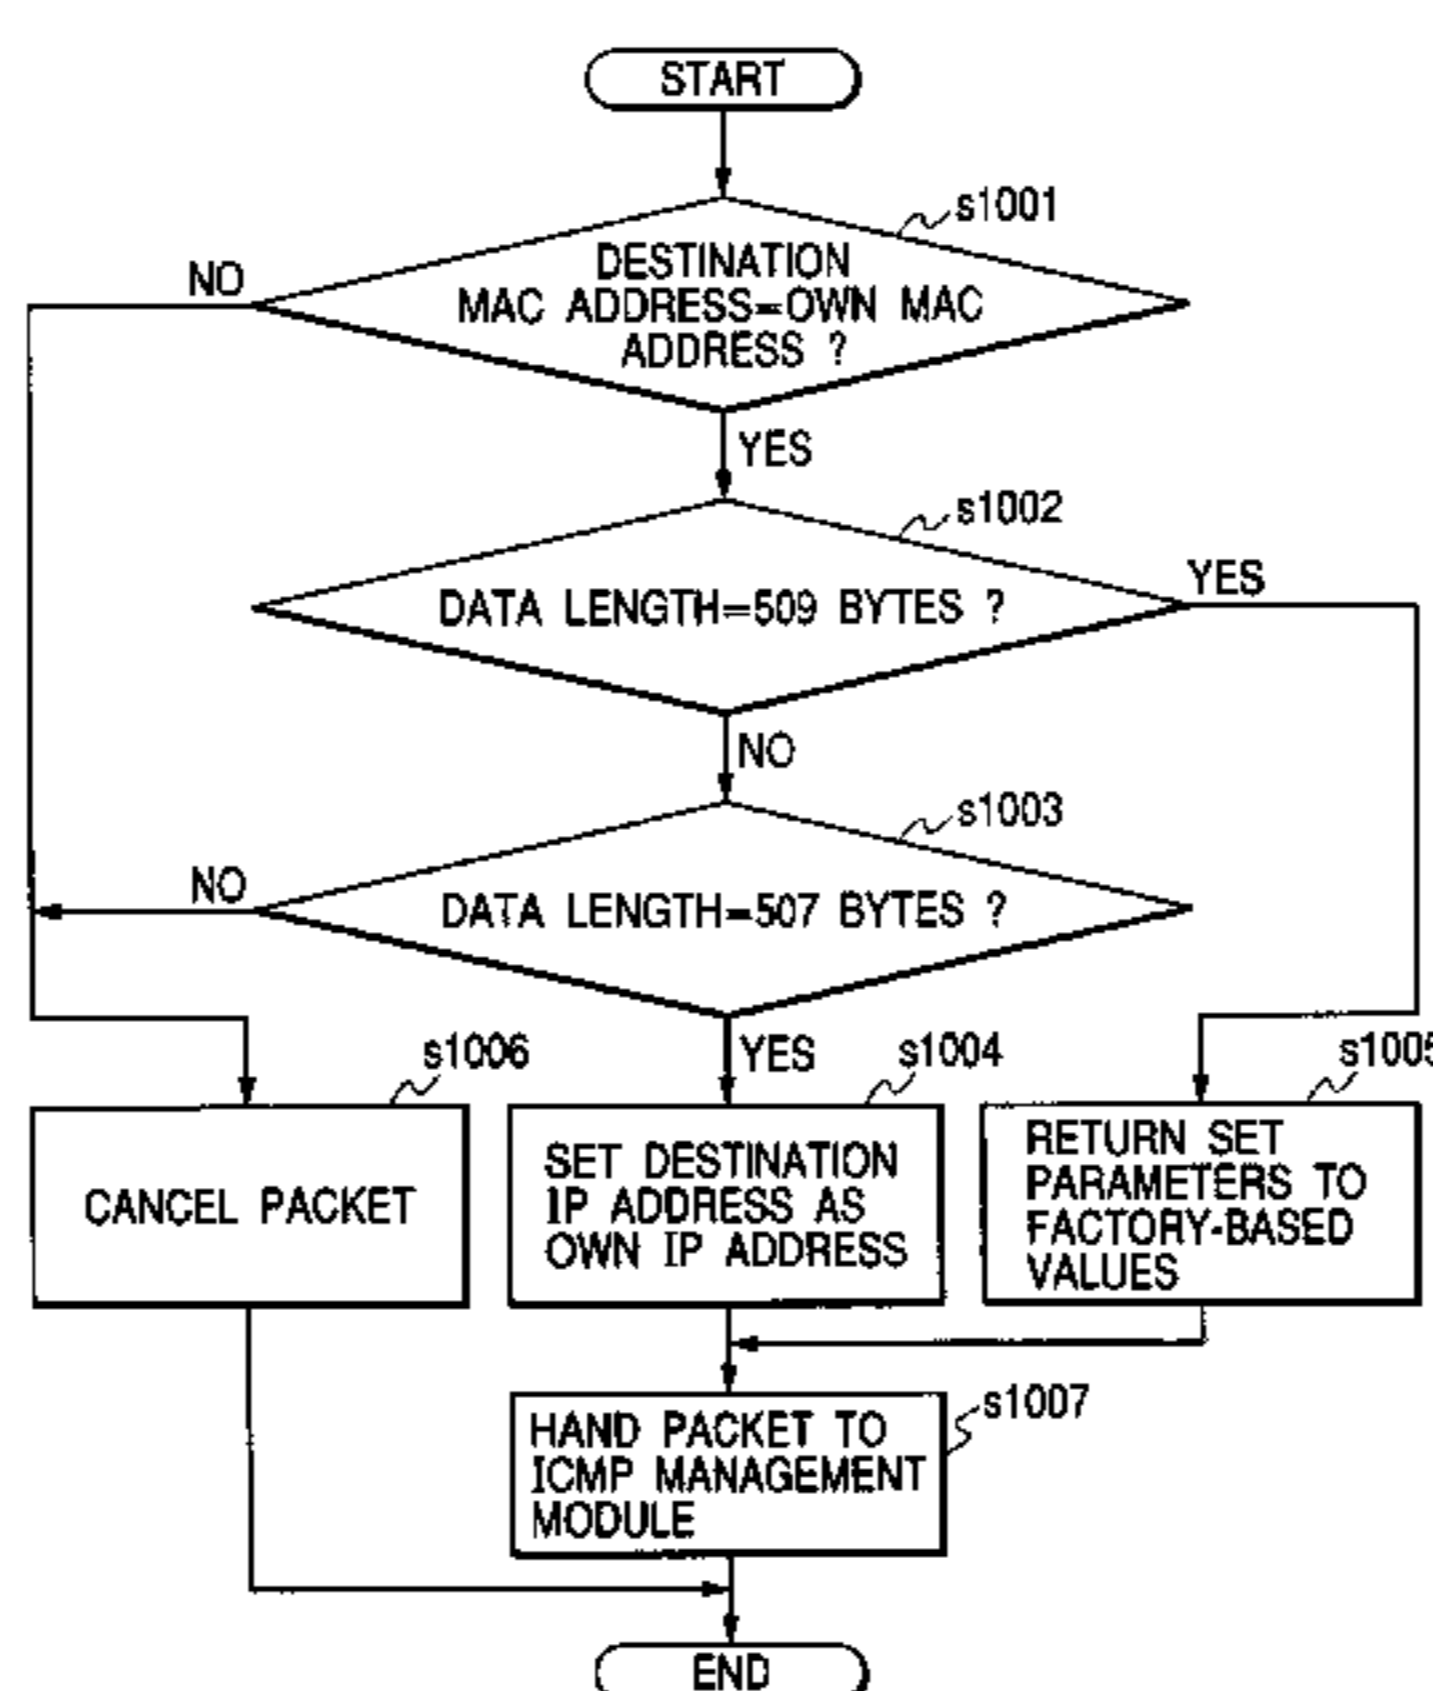 START
s1001
DESTINATION
MAC ADDRESS=OWN MAC
ADDRESS ?
NO
YES
s1002
DATA LENGTH=509 BYTES ?
YES
NO
s1003
DATA LENGTH=507 BYTES ?
NO
YES
s1006
CANCEL PACKET
s1004
SET DESTINATION
IP ADDRESS AS
OWN IP ADDRESS
s1005
RETURN SET
PARAMETERS TO
FACTORY-BASED
VALUES
s1007
HAND PACKET TO
ICMP MANAGEMENT
MODULE
END